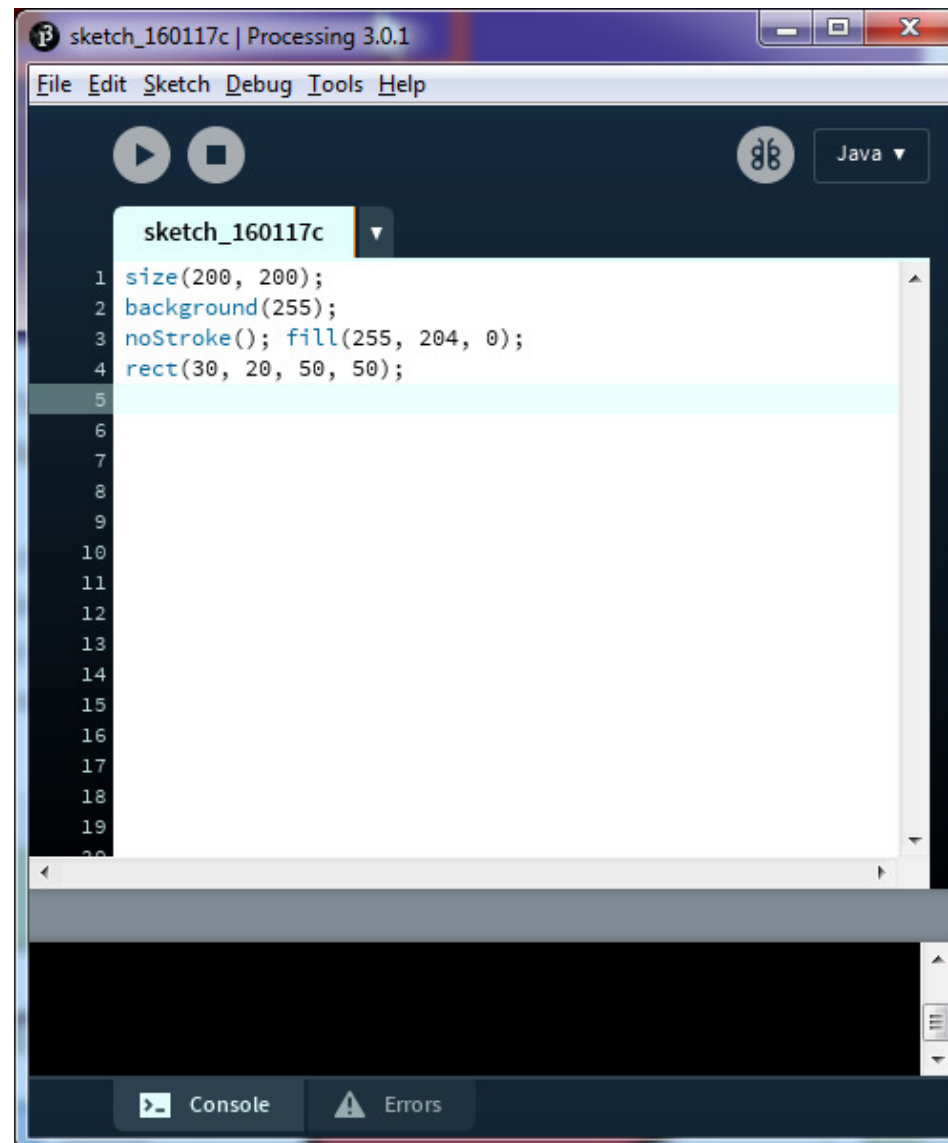 sketch_160117c | Processing 3.0.1
File Edit Sketch Debug Tools Help
Java ▼
sketch_160117c ▼
1 size(200, 200);
2 background(255);
3 noStroke(); fill(255, 204, 0);
4 rect(30, 20, 50, 50);
5
6
7
8
9
10
11
12
13
14
15
16
17
18
19
20
>_ Console Errors